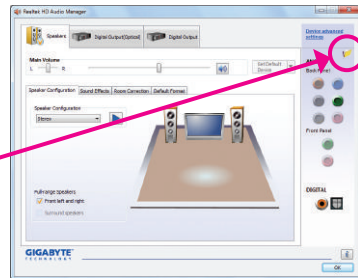 Realtek HD Audio Manager
Speakers
Digital Output(Optical)
Digital Output
Device advanced
settings
Main Volume
L
R
Set Default
Device
Back Panel
Speaker Configuration
Sound Effects
Room Correction
Default Format
Speaker Configuration
Stereo
Front Panel
Full-range Speakers
Front left and right
Surround speakers
DIGITAL
GIGABYTE
TECHNOLOGY
OK